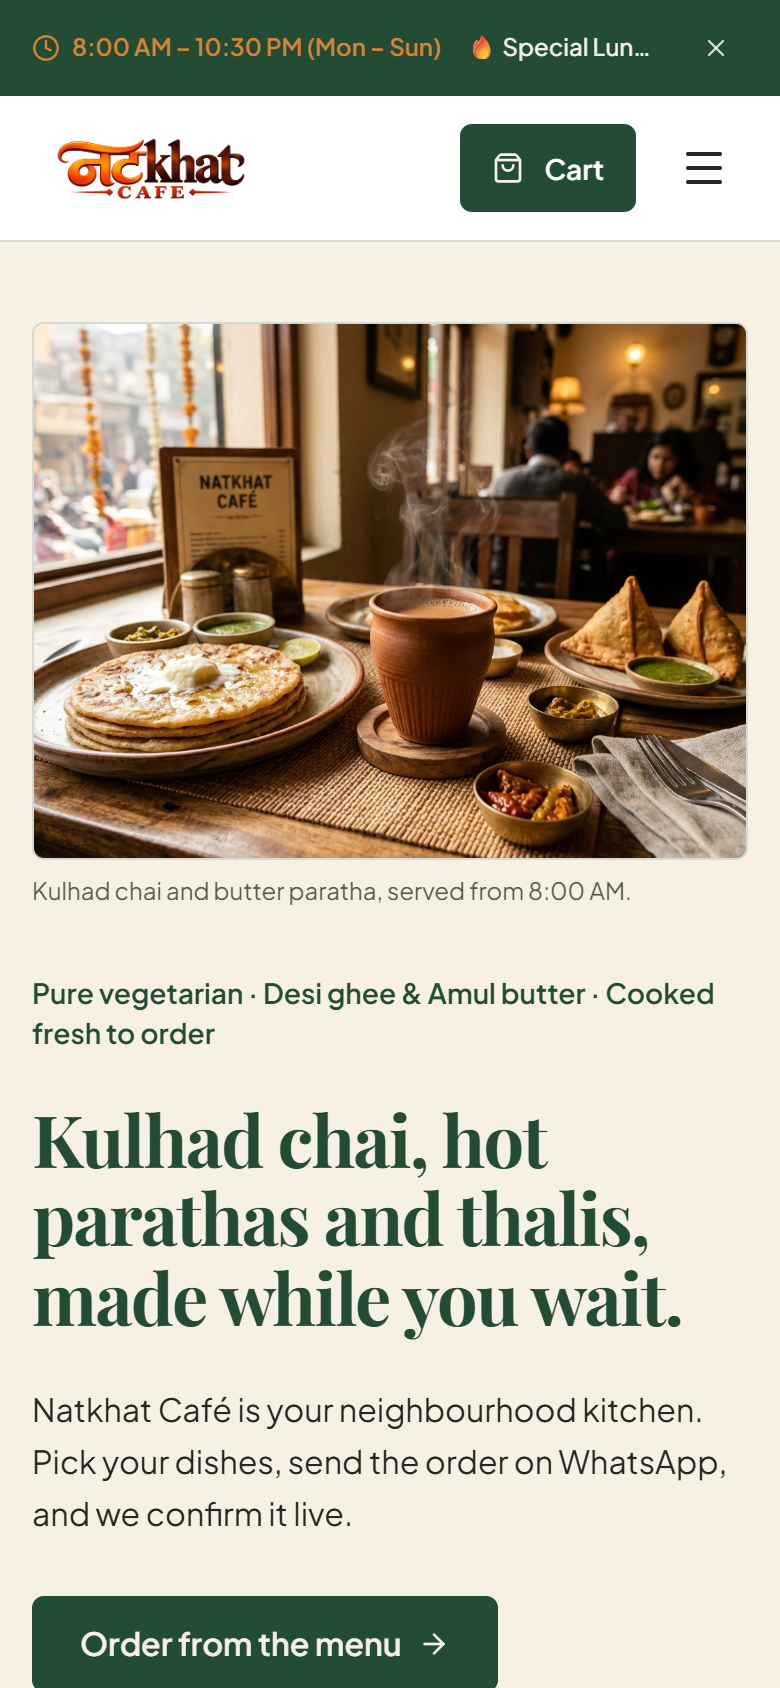 8:00 AM – 10:30 PM (Mon – Sun) 🔥 Special Lun...
नटkhat
CAFE
Cart
NATKHAT
CAFÉ
Kulhad chai and butter paratha, served from 8:00 AM.
Pure vegetarian · Desi ghee & Amul butter · Cooked
fresh to order
Kulhad chai, hot
parathas and thalis,
made while you wait.
Natkhat Café is your neighbourhood kitchen.
Pick your dishes, send the order on WhatsApp,
and we confirm it live.
Order from the menu →